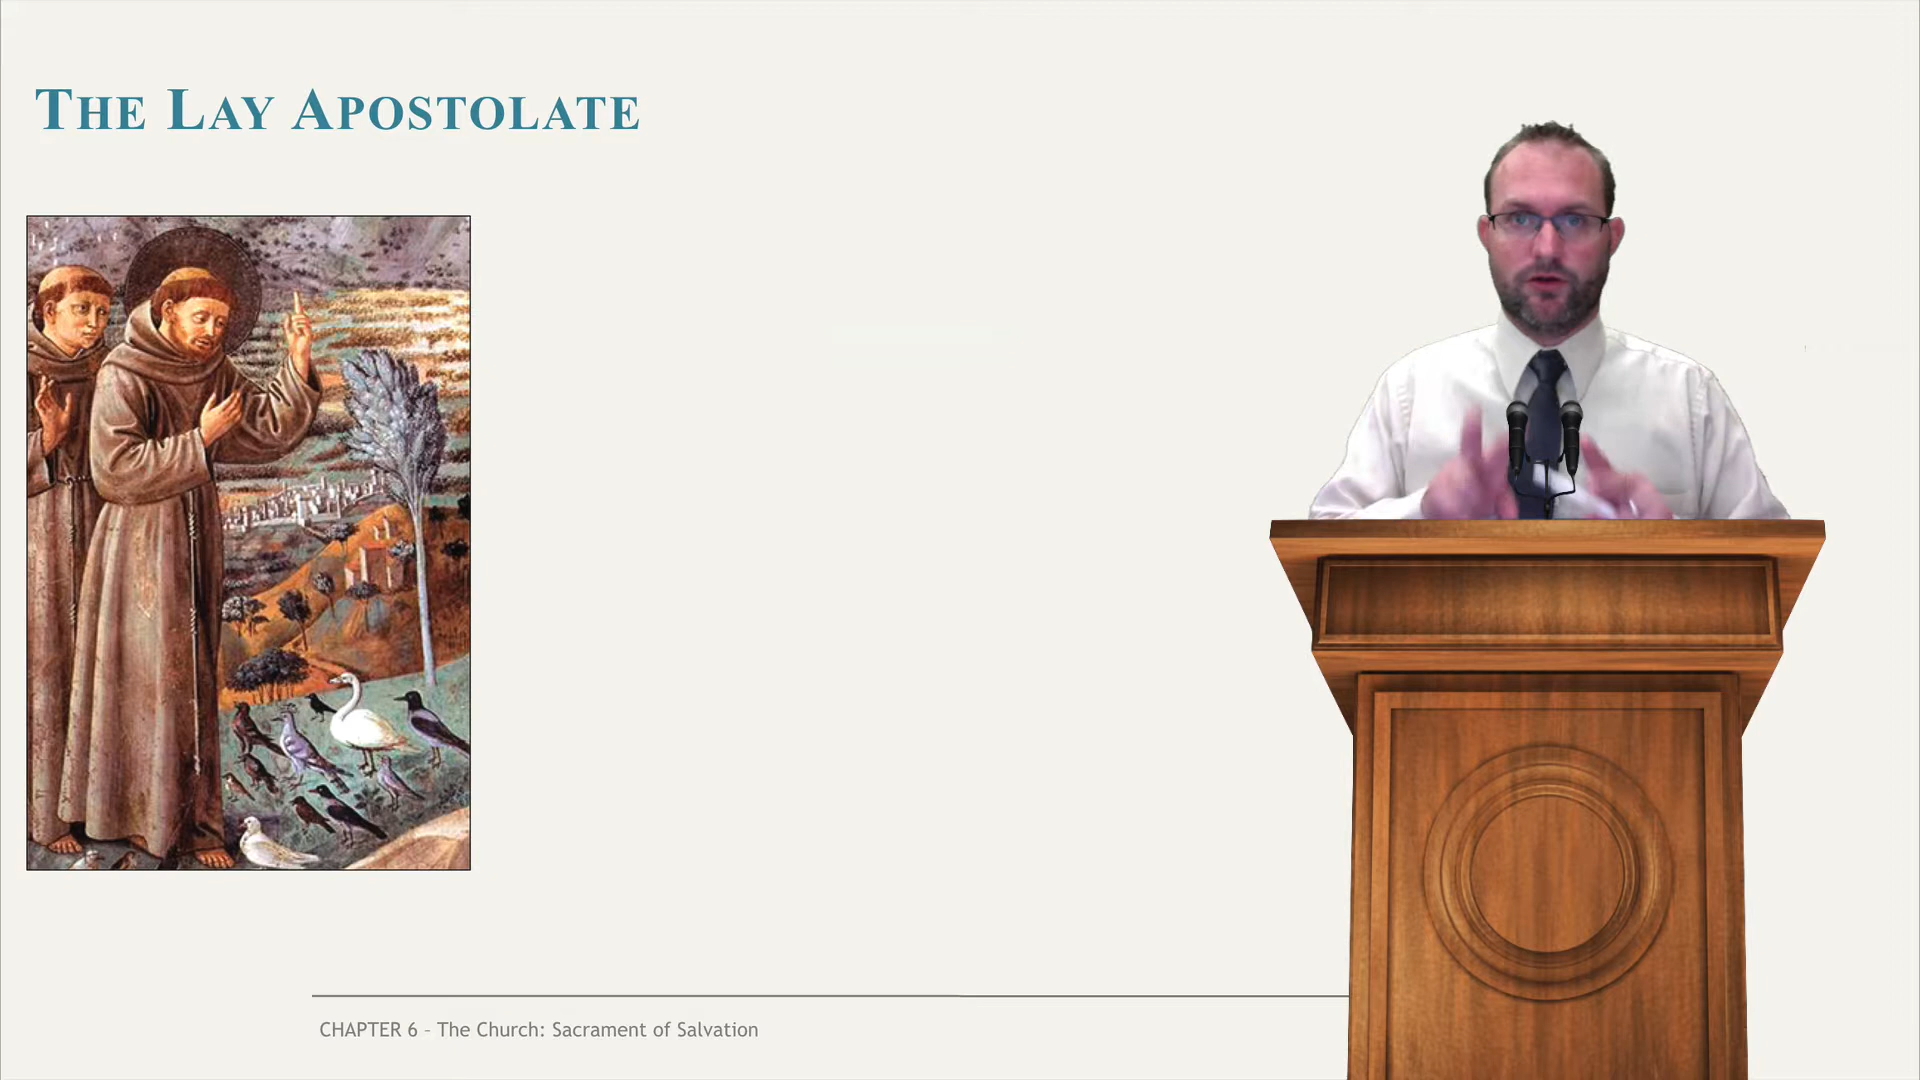 THE LAY APOSTOLATE
CHAPTER 6 – The Church: Sacrament of Salvation